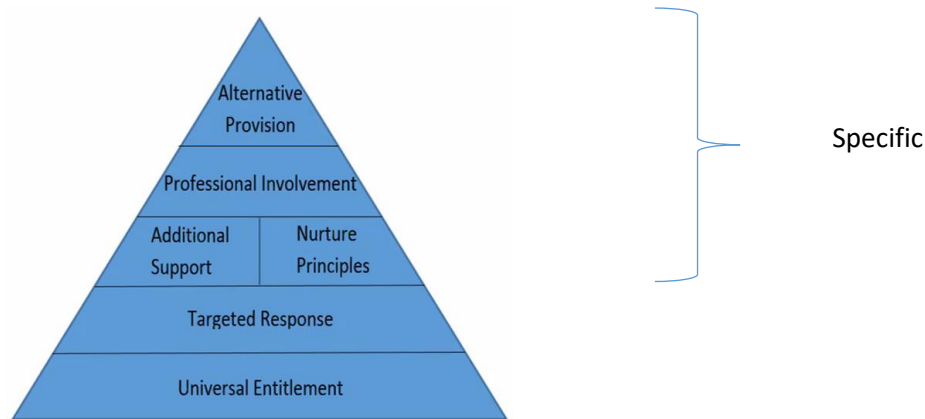 Alternative
Provision
Specific
Professional Involvement
Additional
Support
Nurture
Principles
Targeted Response
Universal Entitlement